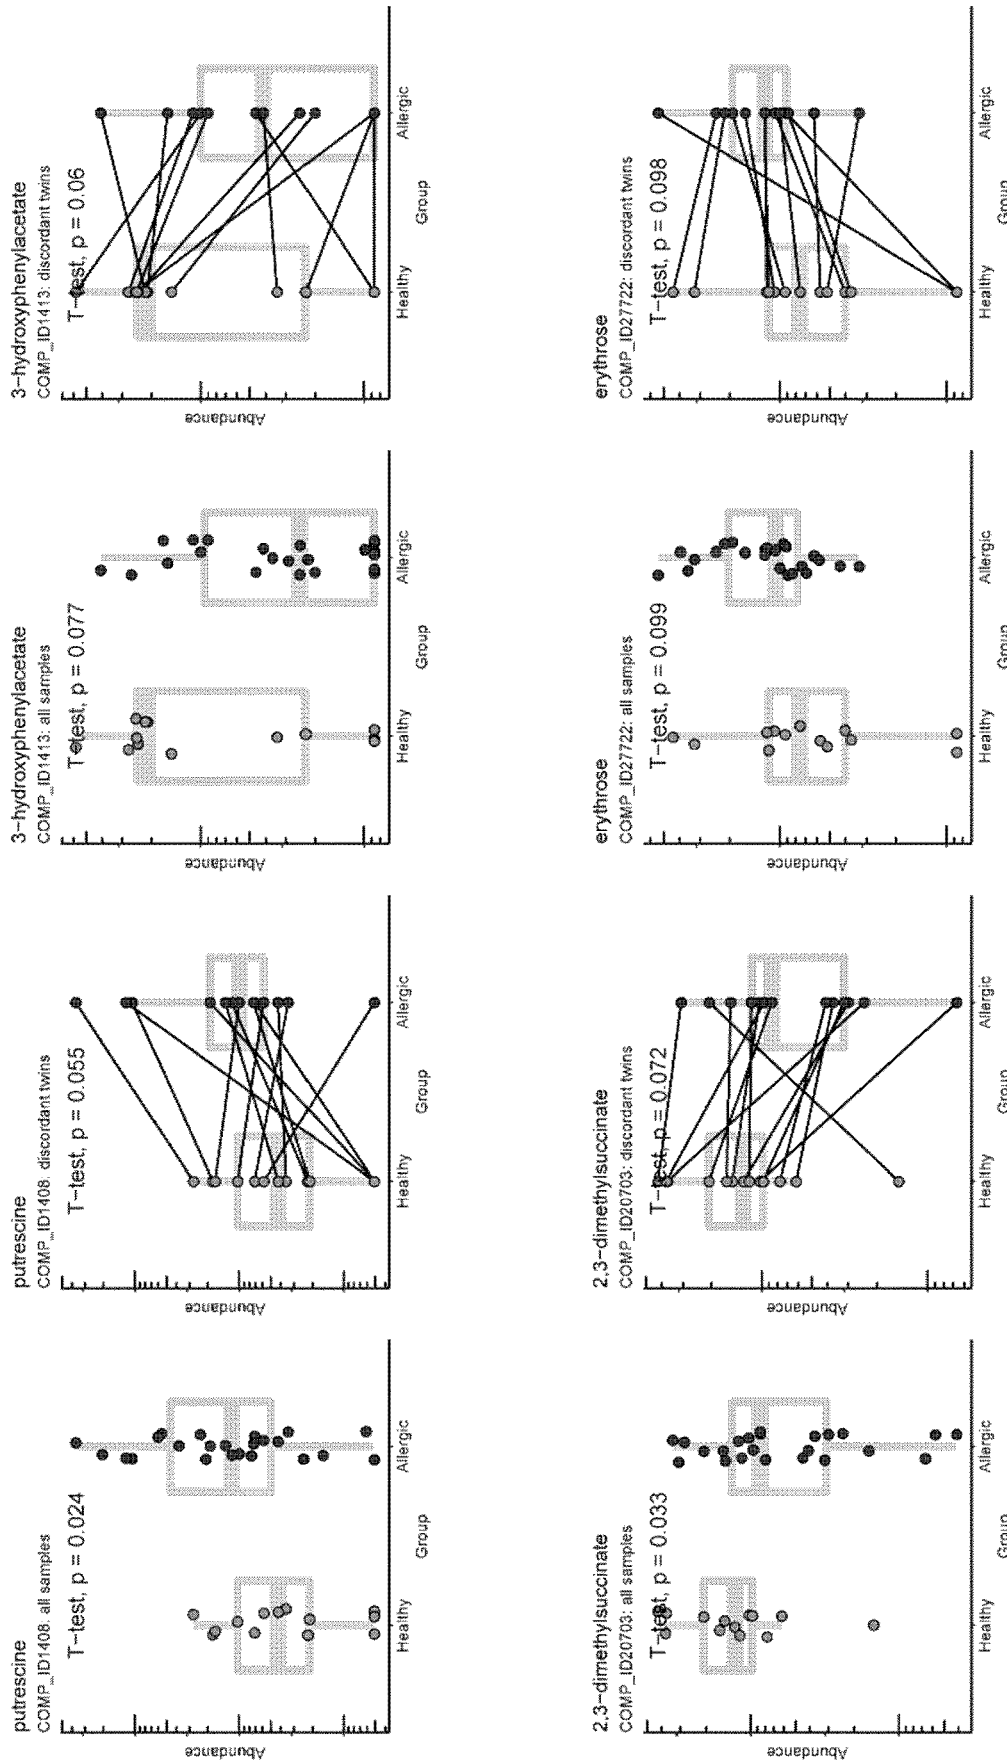 putrescine
COMP_ID1408: all samples
T-test, p = 0.024
Abundance
Healthy
Allergic
Group
putrescine
COMP_ID1408: discordant twins
T-test, p = 0.055
Abundance
Healthy
Allergic
Group
3-hydroxyphenylacetate
COMP_ID1413: all samples
T-test, p = 0.077
Abundance
Healthy
Allergic
Group
3-hydroxyphenylacetate
COMP_ID1413: discordant twins
T-test, p = 0.06
Abundance
Healthy
Allergic
Group
2,3-dimethylsuccinate
COMP_ID20703: all samples
T-test, p = 0.033
Abundance
Healthy
Allergic
Group
2,3-dimethylsuccinate
COMP_ID20703: discordant twins
T-test, p = 0.072
Abundance
Healthy
Allergic
Group
erythrose
COMP_ID27722: all samples
T-test, p = 0.099
Abundance
Healthy
Allergic
Group
erythrose
COMP_ID27722: discordant twins
T-test, p = 0.098
Abundance
Healthy
Allergic
Group